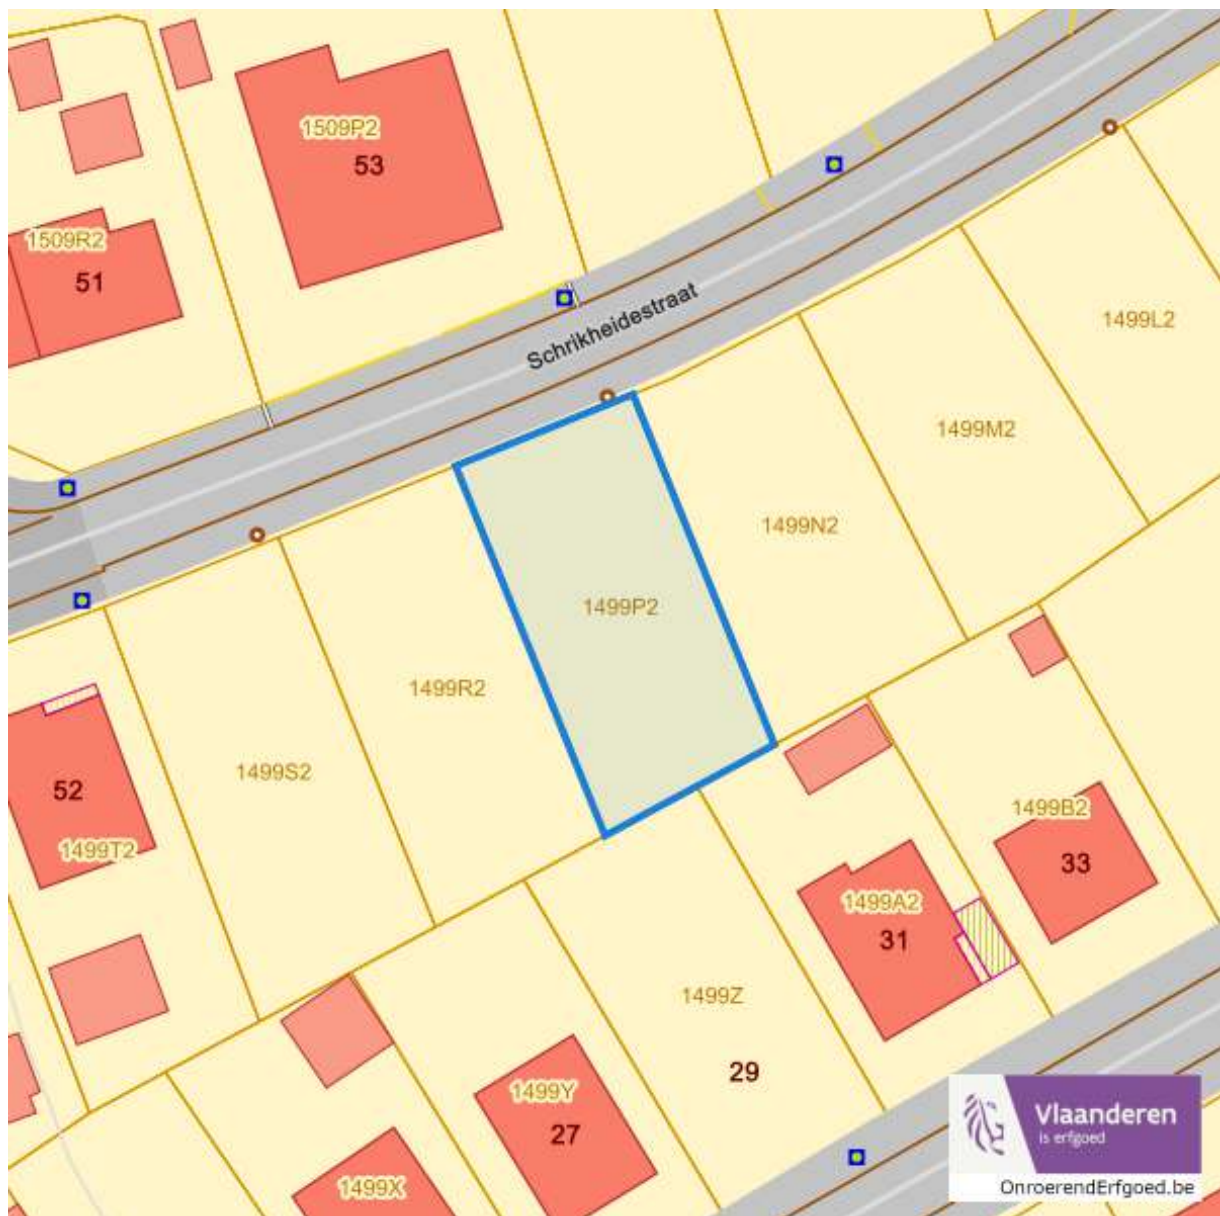 1509P2
53
1509R2
51
Schrikheidestraat
1499L2
1499M2
1499N2
1499P2
1499R2
1499S2
52
1499T2
1499B2
33
1499A2
31
1499Z
29
1499Y
27
1499X
Vlaanderen
is erfgoed
OnroerendErfgoed.be